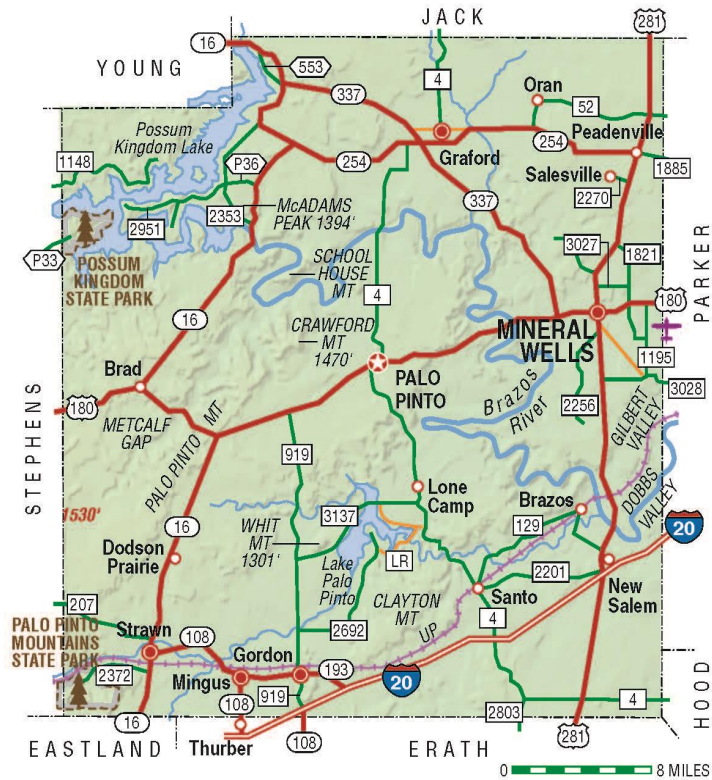 JACK
281
16
YOUNG
553
4
337
Oran
52
Possum
Kingdom Lake
Peadenville
254
Graford
254
1148
P36
Salesville
1885
McADAMS
PEAK 1394'
2353
2951
337
2270
SCHOOL
HOUSE
MT
3027
1821
P33
POSSUM
KINGDOM
STATE PARK
4
PARKER
16
CRAWFORD
MT
1470'
MINERAL
WELLS
180
Brad
PALO
PINTO
1195
3028
STEPHENS
180
METCALF
GAP
PALO PINTO MT
Brazos
River
2256
GILBERT
VALLEY
919
Lone
Camp
DOBBS
VALLEY
1530'
16
3137
Brazos
20
WHIT
MT
1301'
129
Dodson
Prairie
Lake
Palo
Pinto
LR
2201
New
Salem
Santo
207
CLAYTON
MT
PALO PINTO
MOUNTAINS
STATE PARK
Strawn
108
2692
UP
4
Gordon
193
2372
Mingus
20
919
108
4
HOOD
16
2803
281
EASTLAND
Thurber
108
ERATH
0
8 MILES